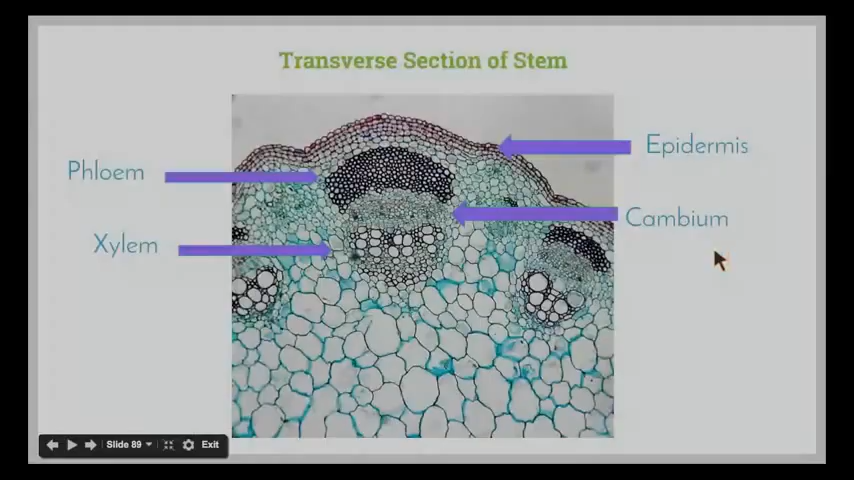 Transverse Section of Stem
Epidermis
Phloem
Cambium
Xylem
Slide 89
Exit